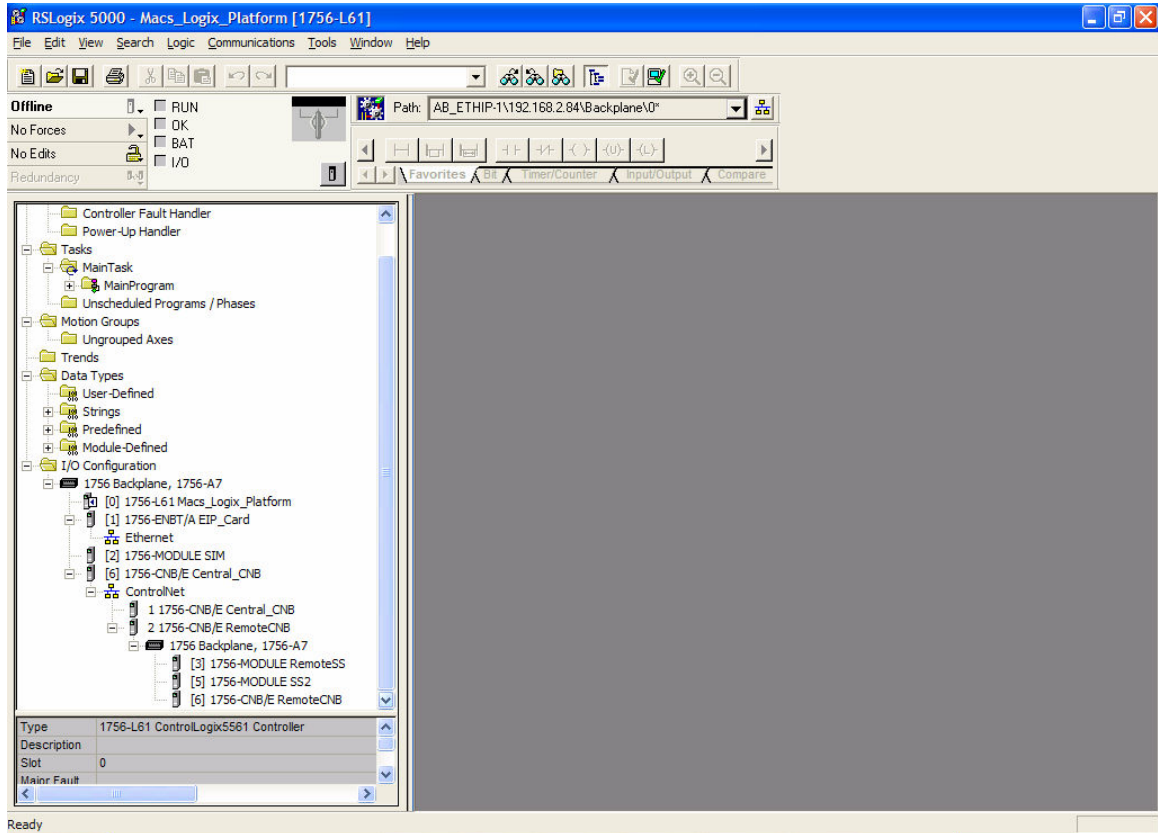 RSLogix 5000 - Macs_Logix_Platform [1756-L61]
File Edit View Search Logic Communications Tools Window Help
Offline
RUN
Path: AB_ETHIP-1\192.168.2.84\Backplane\0*
No Forces
OK
No Edits
BAT
I/O
Redundancy
Favorites Bit Timer/Counter Input/Output Compare
Controller Fault Handler
Power-Up Handler
Tasks
MainTask
MainProgram
Unscheduled Programs / Phases
Motion Groups
Ungrouped Axes
Trends
Data Types
User-Defined
Strings
Predefined
Module-Defined
I/O Configuration
1756 Backplane, 1756-A7
[0] 1756-L61 Macs_Logix_Platform
[1] 1756-ENBT/A EIP_Card
Ethernet
[2] 1756-MODULE SIM
[6] 1756-CNB/E Central_CNB
ControlNet
1 1756-CNB/E Central_CNB
2 1756-CNB/E RemoteCNB
1756 Backplane, 1756-A7
[3] 1756-MODULE RemoteSS
[5] 1756-MODULE SS2
[6] 1756-CNB/E RemoteCNB
Type 1756-L61 ControlLogix5561 Controller
Description
Slot 0
Major Fault
Ready